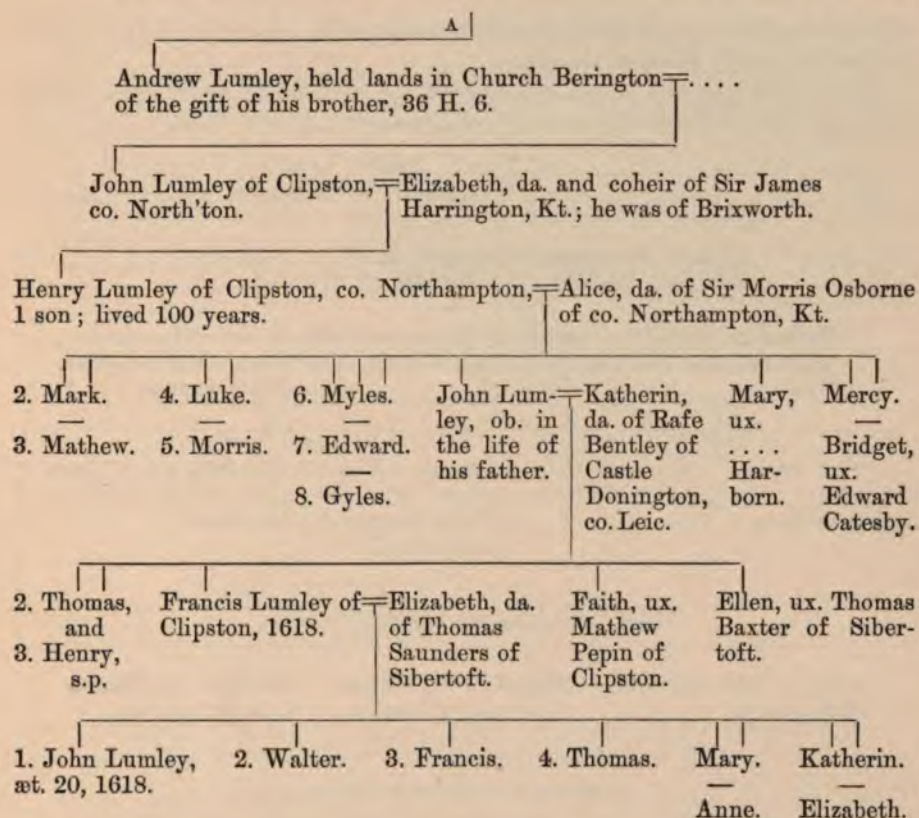 A
Andrew Lumley, held lands in Church Berington=. . . .
of the gift of his brother, 36 H. 6.
John Lumley of Clipston,=Elizabeth, da. and coheir of Sir James
co. North'ton. Harrington, Kt.; he was of Brixworth.
Henry Lumley of Clipston, co. Northampton,=Alice, da. of Sir Morris Osborne
1 son; lived 100 years. of co. Northampton, Kt.
2. Mark.
—
3. Mathew.
4. Luke.
—
5. Morris.
6. Myles.
—
7. Edward.
—
8. Gyles.
John Lum-
ley, ob. in
the life of
his father.
=Katherin,
da. of Rafe
Bentley of
Castle
Donington,
co. Leic.
Mary,
ux.
. . . .
Har-
born.
Mercy.
—
Bridget,
ux.
Edward
Catesby.
2. Thomas,
and
3. Henry,
s.p.
Francis Lumley of
Clipston, 1618.
=Elizabeth, da.
of Thomas
Saunders of
Sibertoft.
Faith, ux.
Mathew
Pepin of
Clipston.
Ellen, ux. Thomas
Baxter of Siber-
toft.
1. John Lumley,
æt. 20, 1618.
2. Walter.
3. Francis.
4. Thomas.
Mary.
—
Anne.
Katherin.
—
Elizabeth.